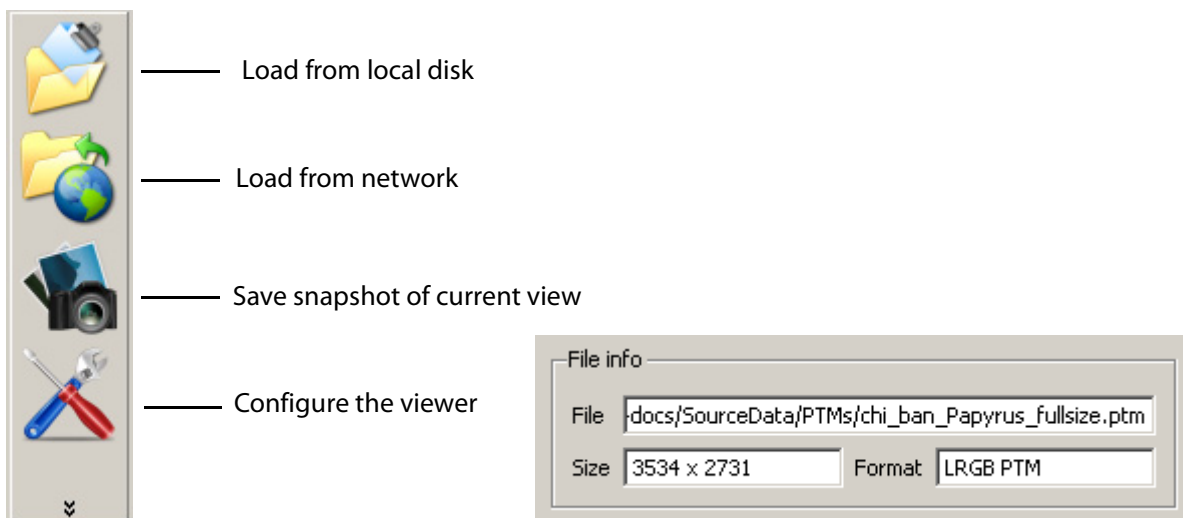 Load from local disk
Load from network
Save snapshot of current view
Configure the viewer
File info
File -docs/SourceData/PTMs/chi_ban_Papyrus_fullsize.ptm
Size 3534 x 2731 Format LRGB PTM